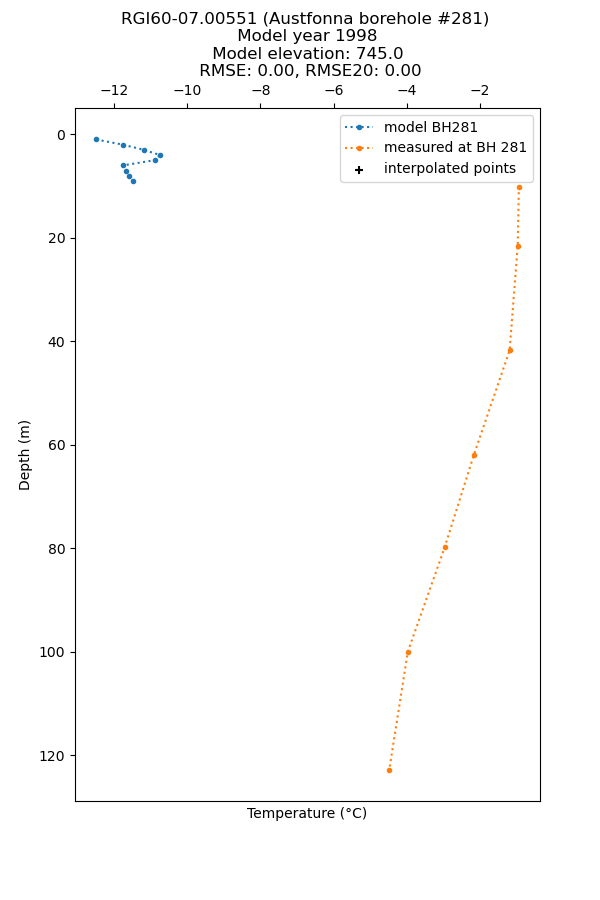 RGI60-07.00551 (Austfonna borehole #281)
Model year 1998
Model elevation: 745.0
RMSE: 0.00, RMSE20: 0.00
−12 −10 −8 −6 −4 −2
model BH281
measured at BH 281
interpolated points
0
20
40
60
80
100
120
Depth (m)
Temperature (°C)